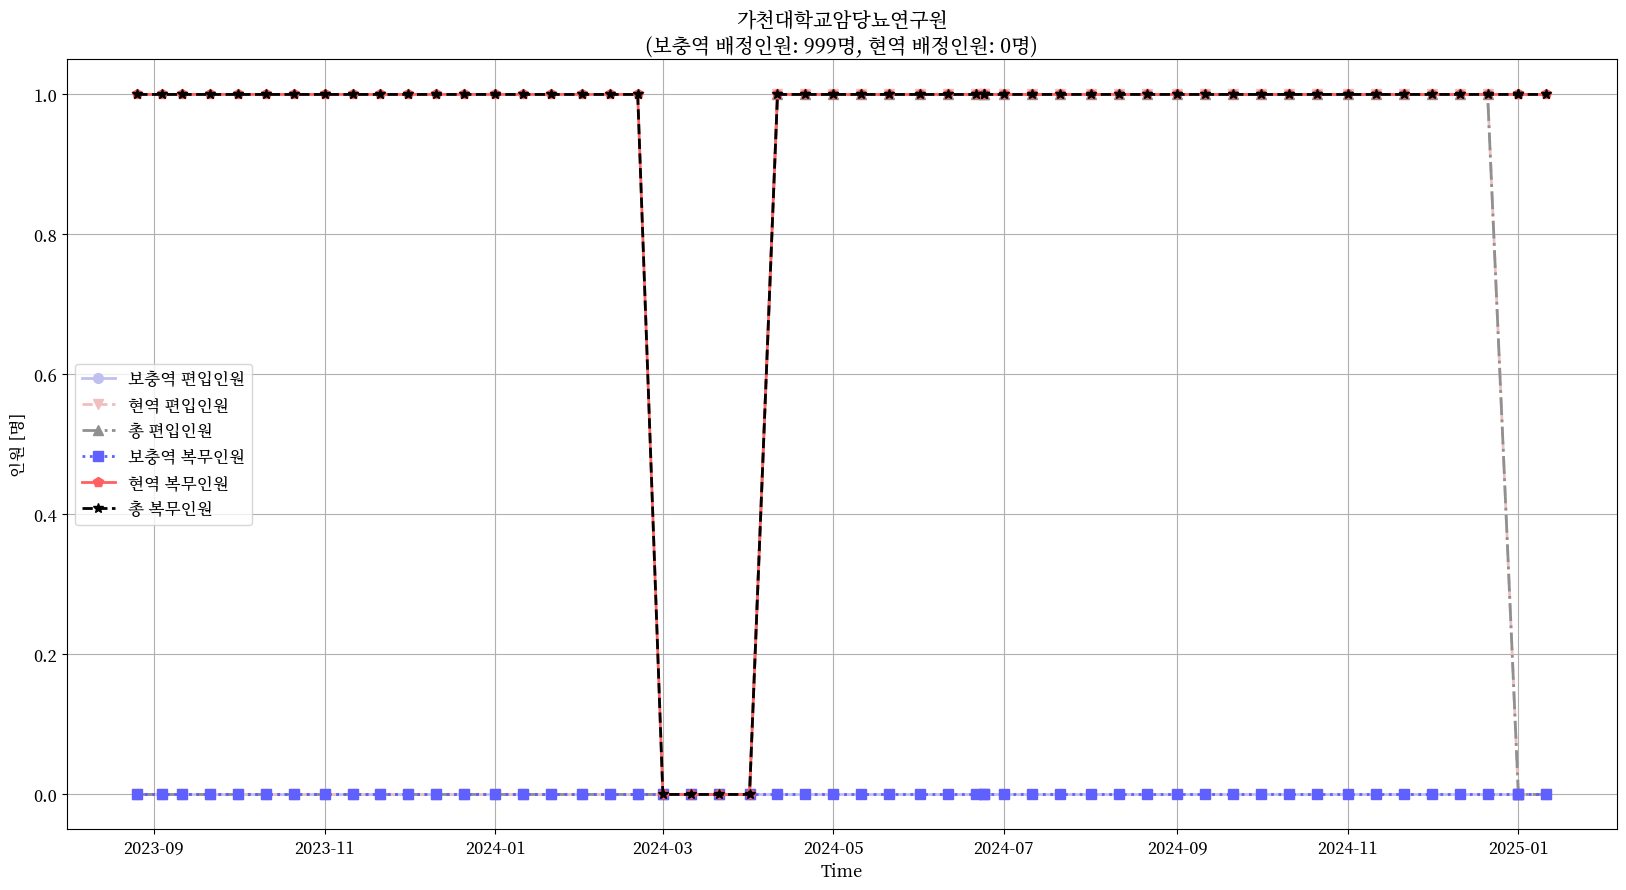 가천대학교암당뇨연구원
(보충역 배정인원: 999명, 현역 배정인원: 0명)
1.0
0.8
0.6
0.4
0.2
0.0
인원 [명]
보충역 편입인원
현역 편입인원
총 편입인원
보충역 복무인원
현역 복무인원
총 복무인원
2023-09
2023-11
2024-01
2024-03
2024-05
2024-07
2024-09
2024-11
2025-01
Time